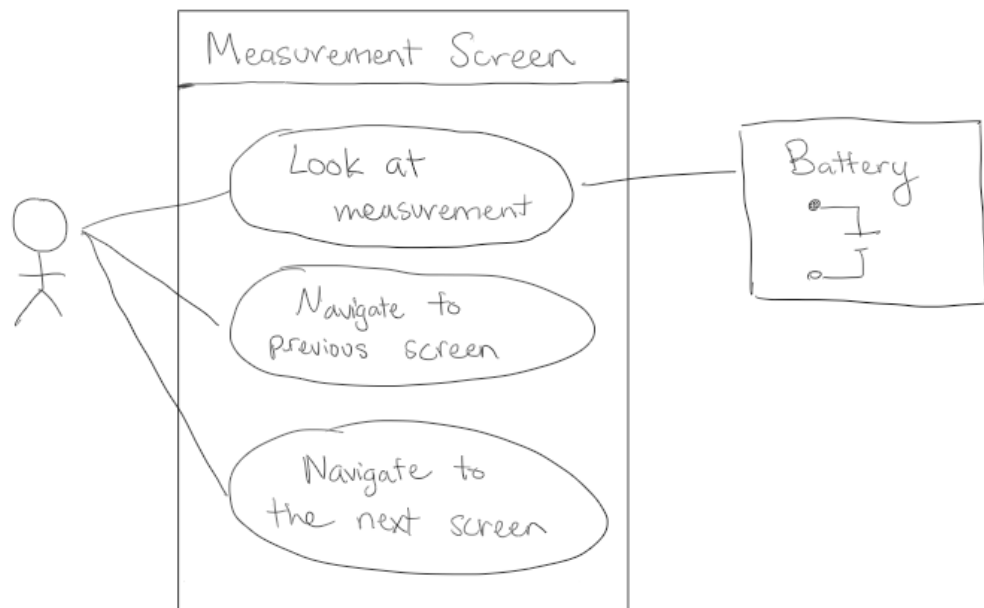 Measurement Screen
Look at
measurement
Battery
Navigate to
previous screen
Navigate to
the next screen